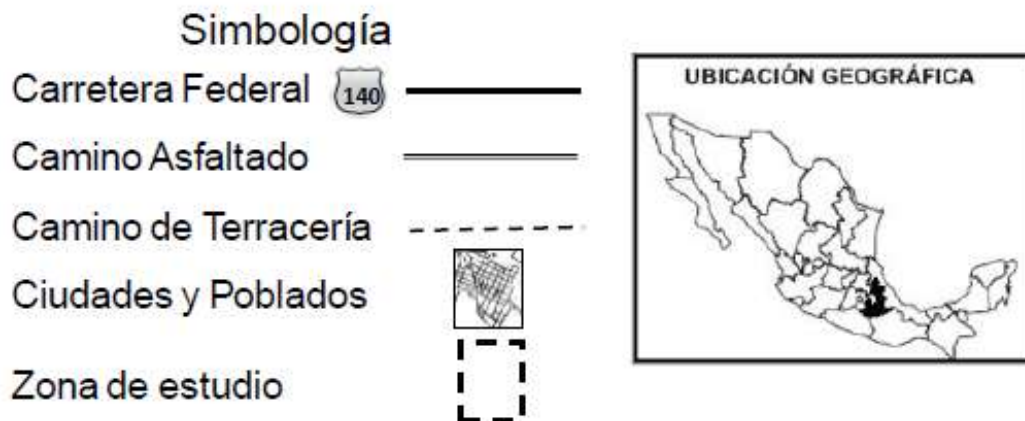 Simbología
Carretera Federal 140
Camino Asfaltado
Camino de Terracería
Ciudades y Poblados
Zona de estudio
UBICACIÓN GEOGRÁFICA